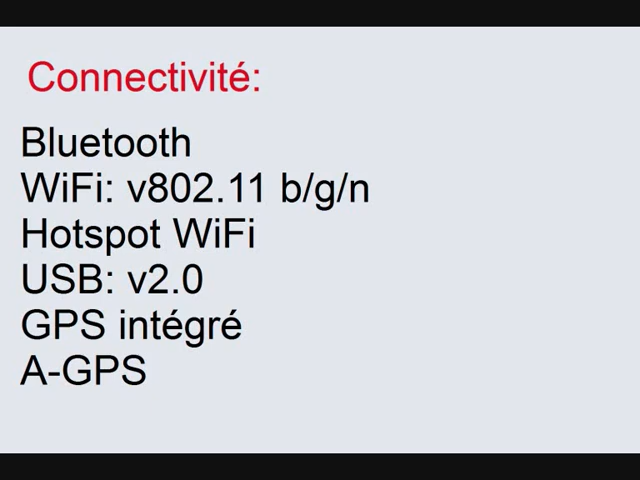 Connectivité:
Bluetooth
WiFi: v802.11 b/g/n
Hotspot WiFi
USB: v2.0
GPS intégré
A-GPS